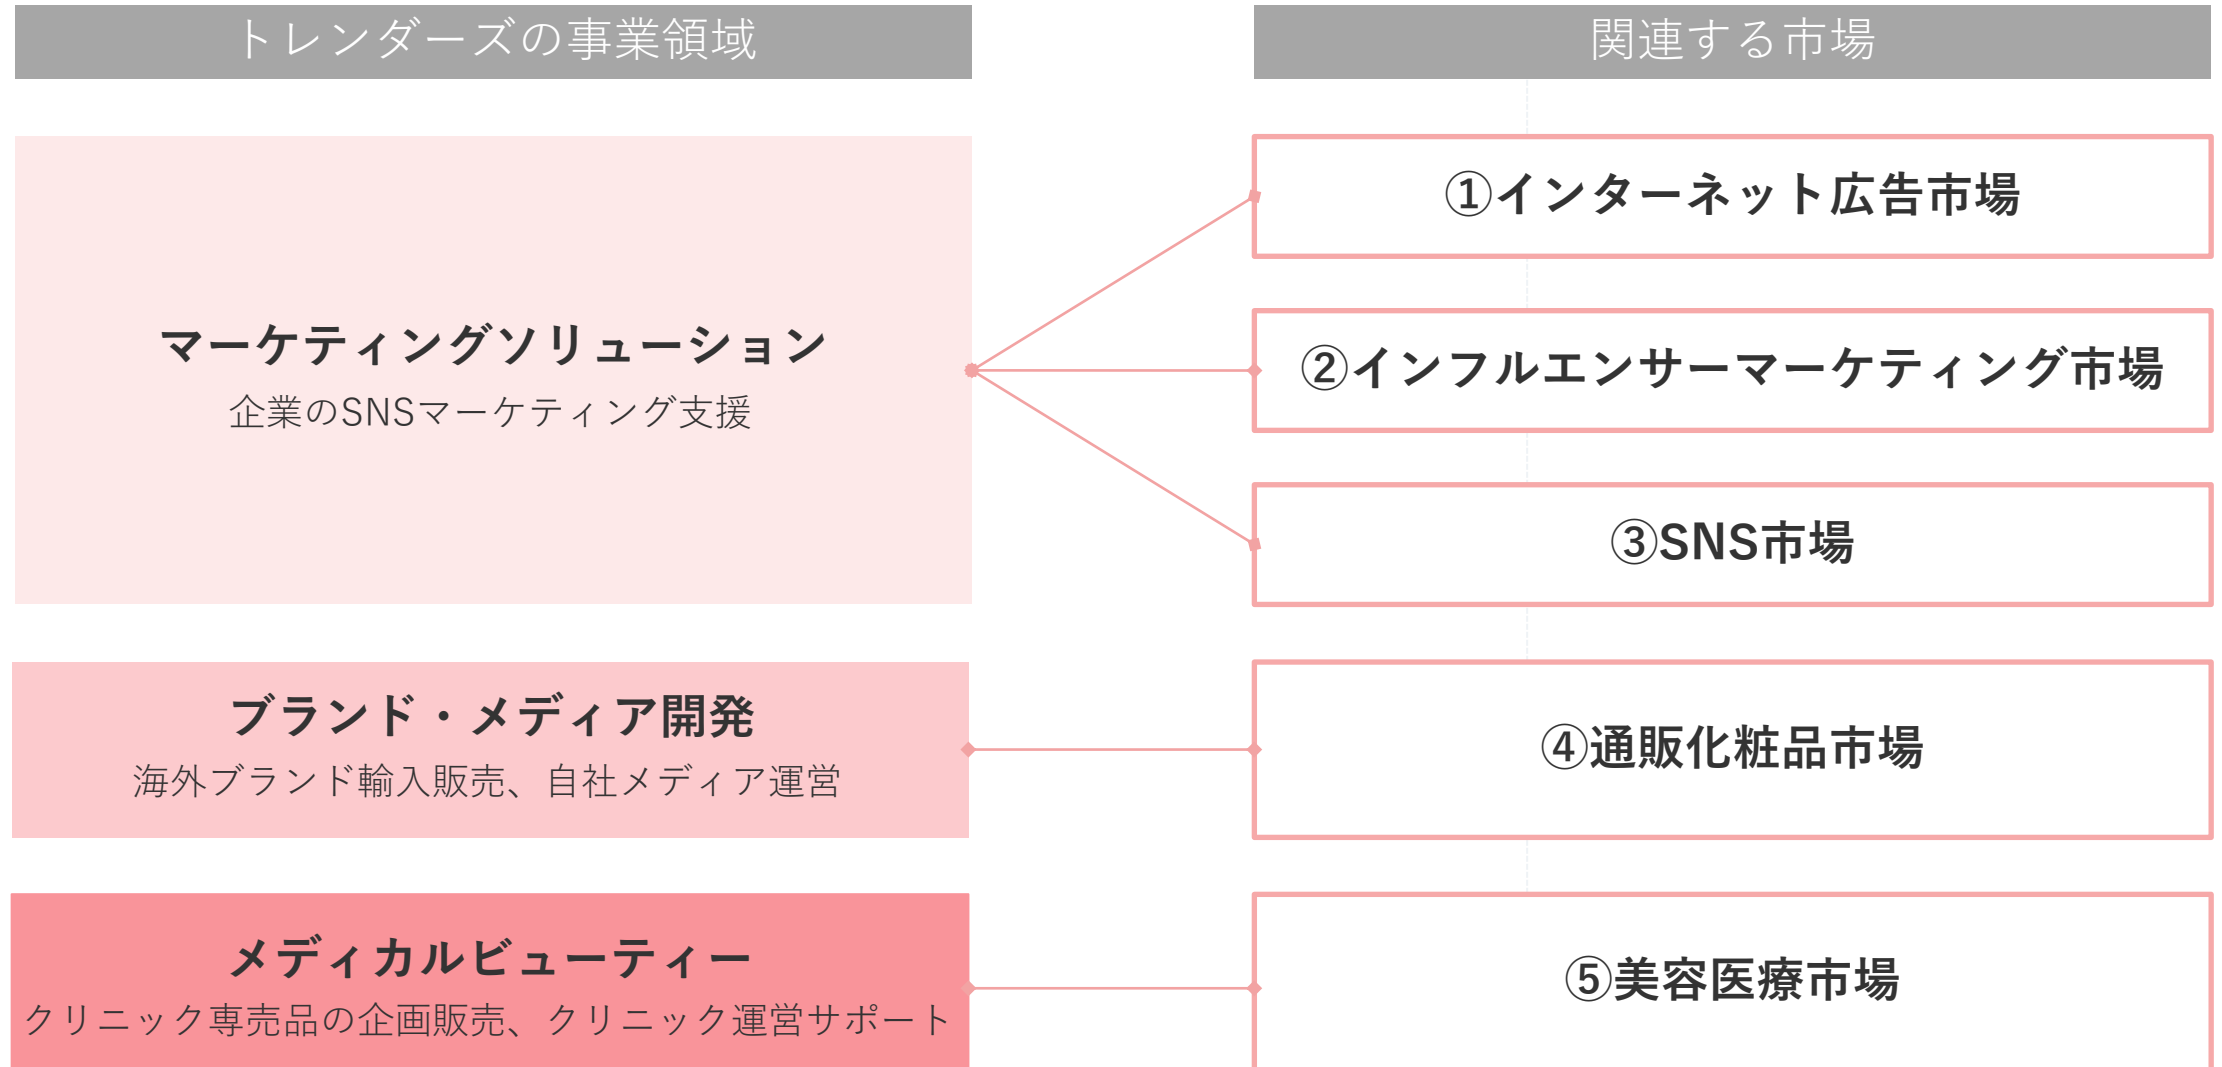 トレンダーズの事業領域
関連する市場
マーケティングソリューション
企業のSNSマーケティング支援
①インターネット広告市場
②インフルエンサーマーケティング市場
③SNS市場
ブランド・メディア開発
海外ブランド輸入販売、自社メディア運営
④通販化粧品市場
メディカルビューティー
クリニック専売品の企画販売、クリニック運営サポート
⑤美容医療市場